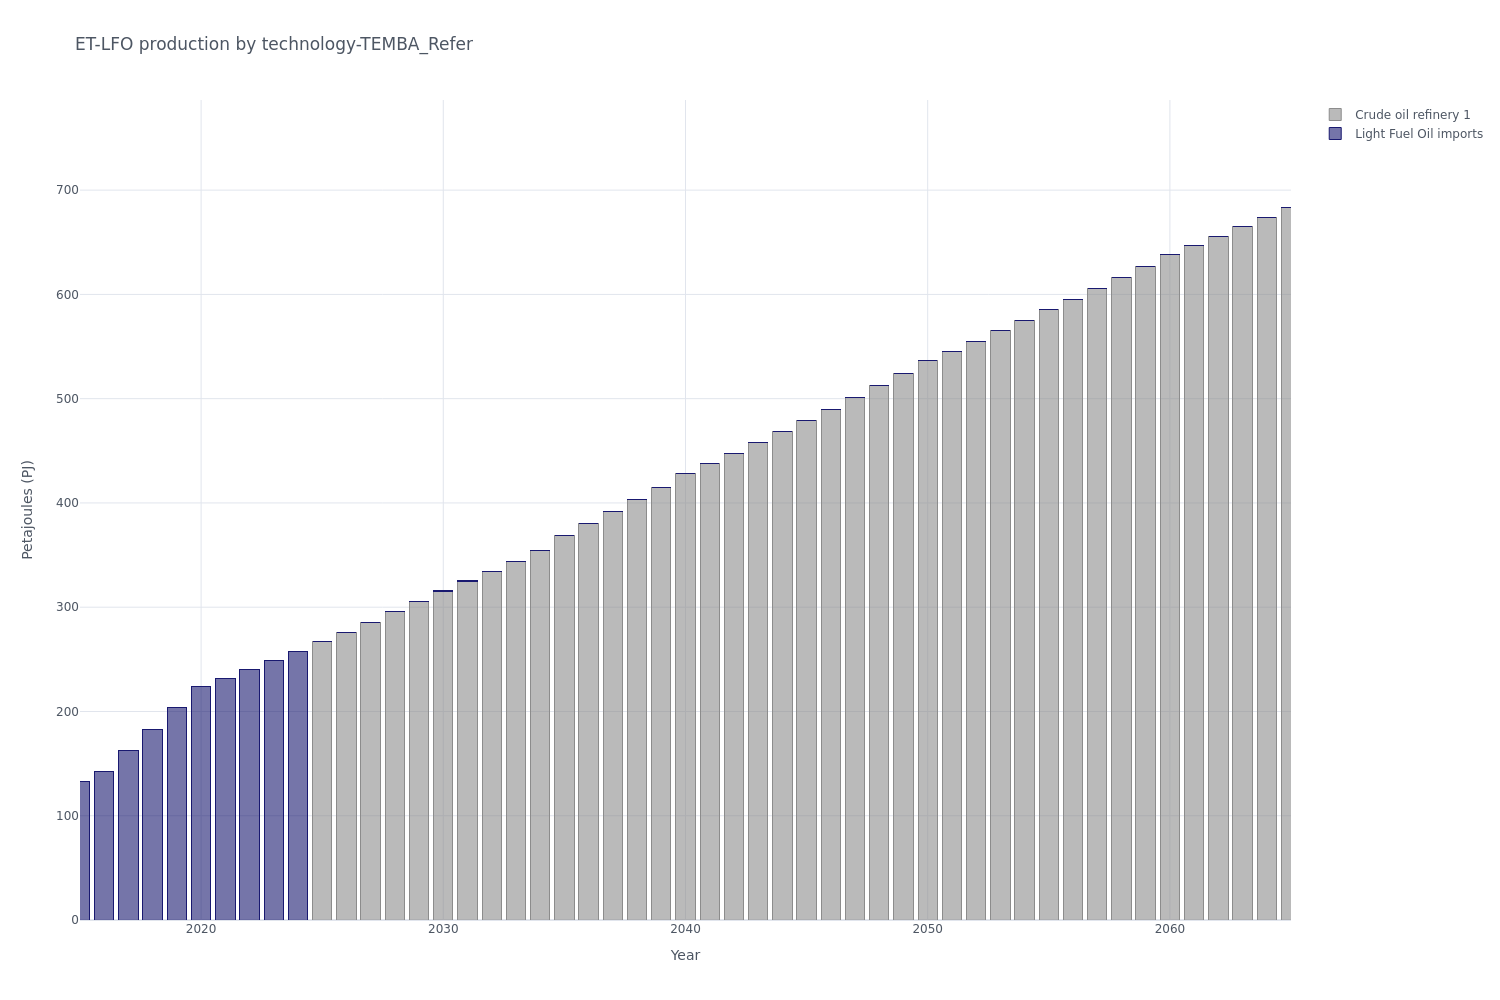 ET-LFO production by technology-TEMBA_Refer
Crude oil refinery 1
Light Fuel Oil imports
Petajoules (PJ)
700
600
500
400
300
200
100
0
2020
2030
2040
2050
2060
Year